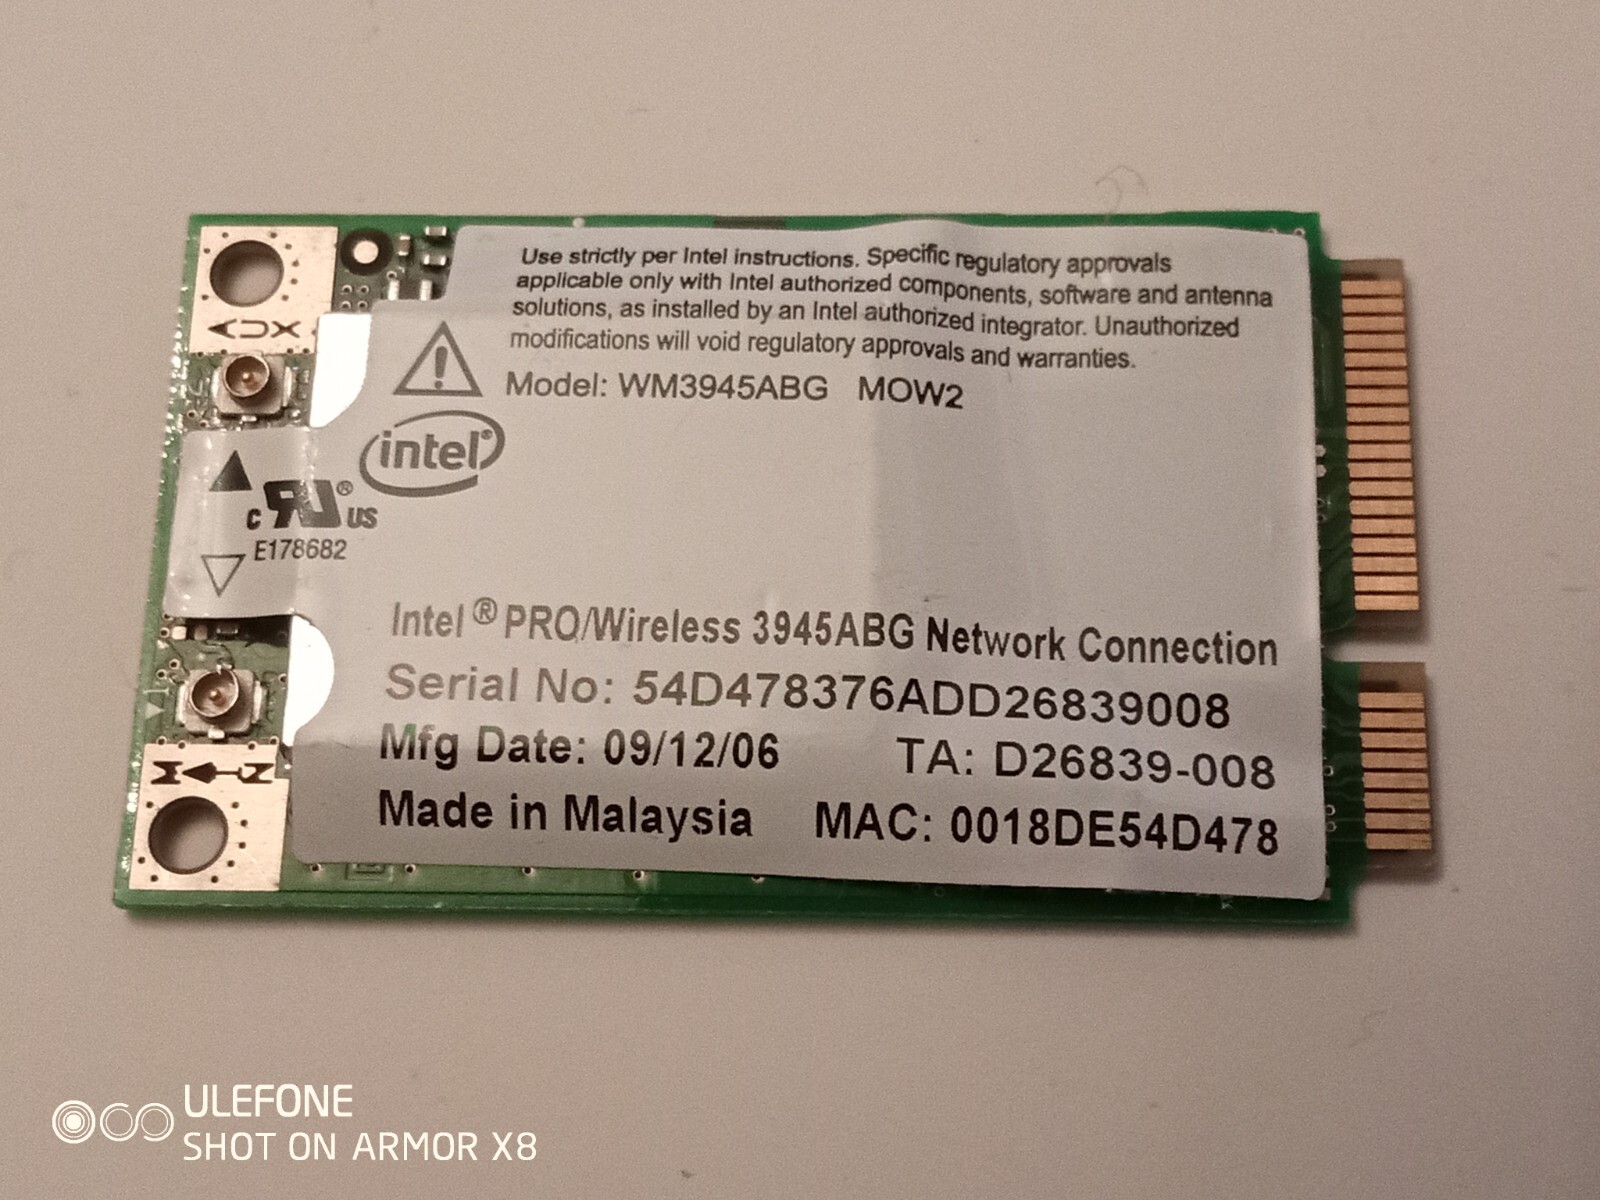 Use strictly per Intel instructions. Specific regulatory approvals
applicable only with Intel authorized components, software and antenna
solutions, as installed by an Intel authorized integrator. Unauthorized
modifications will void regulatory approvals and warranties.
Model: WM3945ABG MOW2
intel®
c RU® US
E178682
Intel® PRO/Wireless 3945ABG Network Connection
Serial No: 54D478376ADD26839008
Mfg Date: 09/12/06 TA: D26839-008
Made in Malaysia MAC: 0018DE54D478
ULEFONE
SHOT ON ARMOR X8